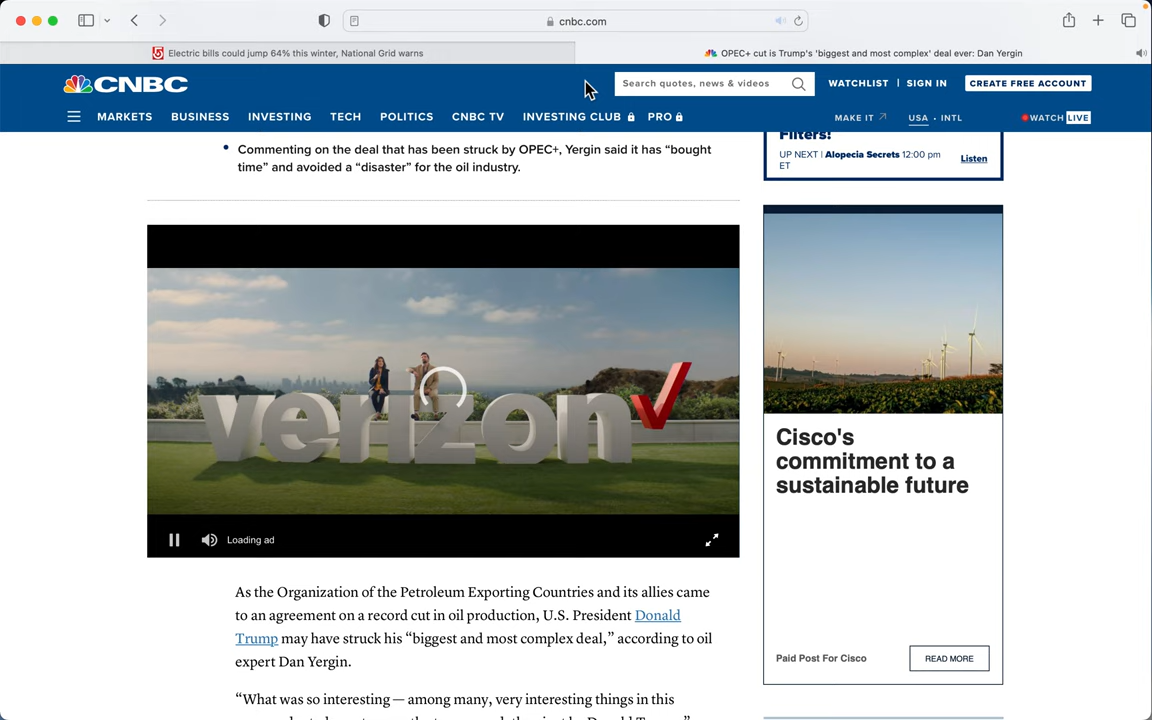 cnbc.com
Electric bills could jump 64% this winter, National Grid warns
OPEC+ cut is Trump's 'biggest and most complex' deal ever: Dan Yergin
CNBC
Search quotes, news & videos
WATCHLIST | SIGN IN
CREATE FREE ACCOUNT
MARKETS BUSINESS INVESTING TECH POLITICS CNBC TV INVESTING CLUB PRO
MAKE IT USA • INTL WATCH LIVE
• Commenting on the deal that has been struck by OPEC+, Yergin said it has “bought
time” and avoided a “disaster” for the oil industry.
Filters!
UP NEXT | Alopecia Secrets 12:00 pm
ET
Listen
verizon
Loading ad
Cisco's
commitment to a
sustainable future
Paid Post For Cisco
READ MORE
As the Organization of the Petroleum Exporting Countries and its allies came
to an agreement on a record cut in oil production, U.S. President Donald
Trump may have struck his “biggest and most complex deal,” according to oil
expert Dan Yergin.
“What was so interesting — among many, very interesting things in this